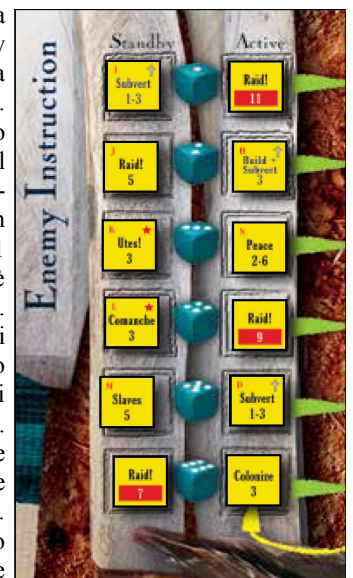 Enemy Instruction
Standby Active
I
Subvert
1-3
Raid!
11
J
Raid!
5
H
Build +
Subvert
3
K
Utes!
3
N
Peace
2-6
L
Comanche
3
Raid!
9
M
Slaves
5
D
Subvert
1-3
Raid!
7
Colonize
3